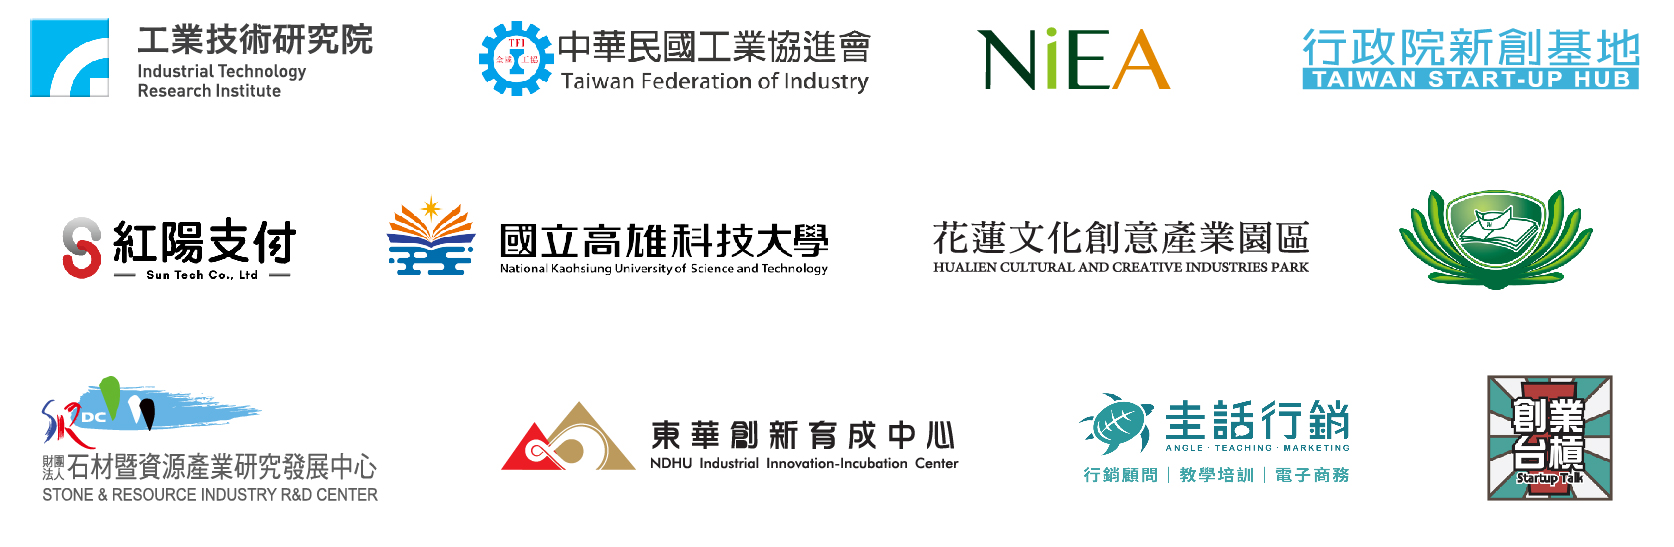 工業技術研究院
Industrial Technology
Research Institute
TFI
全國 工協
中華民國工業協進會
Taiwan Federation of Industry
NiEA
行政院新創基地
TAIWAN START-UP HUB
紅陽支付
Sun Tech Co., Ltd
國立高雄科技大學
National Kaohsiung University of Science and Technology
花蓮文化創意產業園區
HUALIEN CULTURAL AND CREATIVE INDUSTRIES PARK
SRDC
財團法人石材暨資源產業研究發展中心
STONE & RESOURCE INDUSTRY R&D CENTER
東華創新育成中心
NDHU Industrial Innovation-Incubation Center
圭話行銷
ANGLE · TEACHING · MARKETING
行銷顧問｜教學培訓｜電子商務
創業
台積
Startup Talk